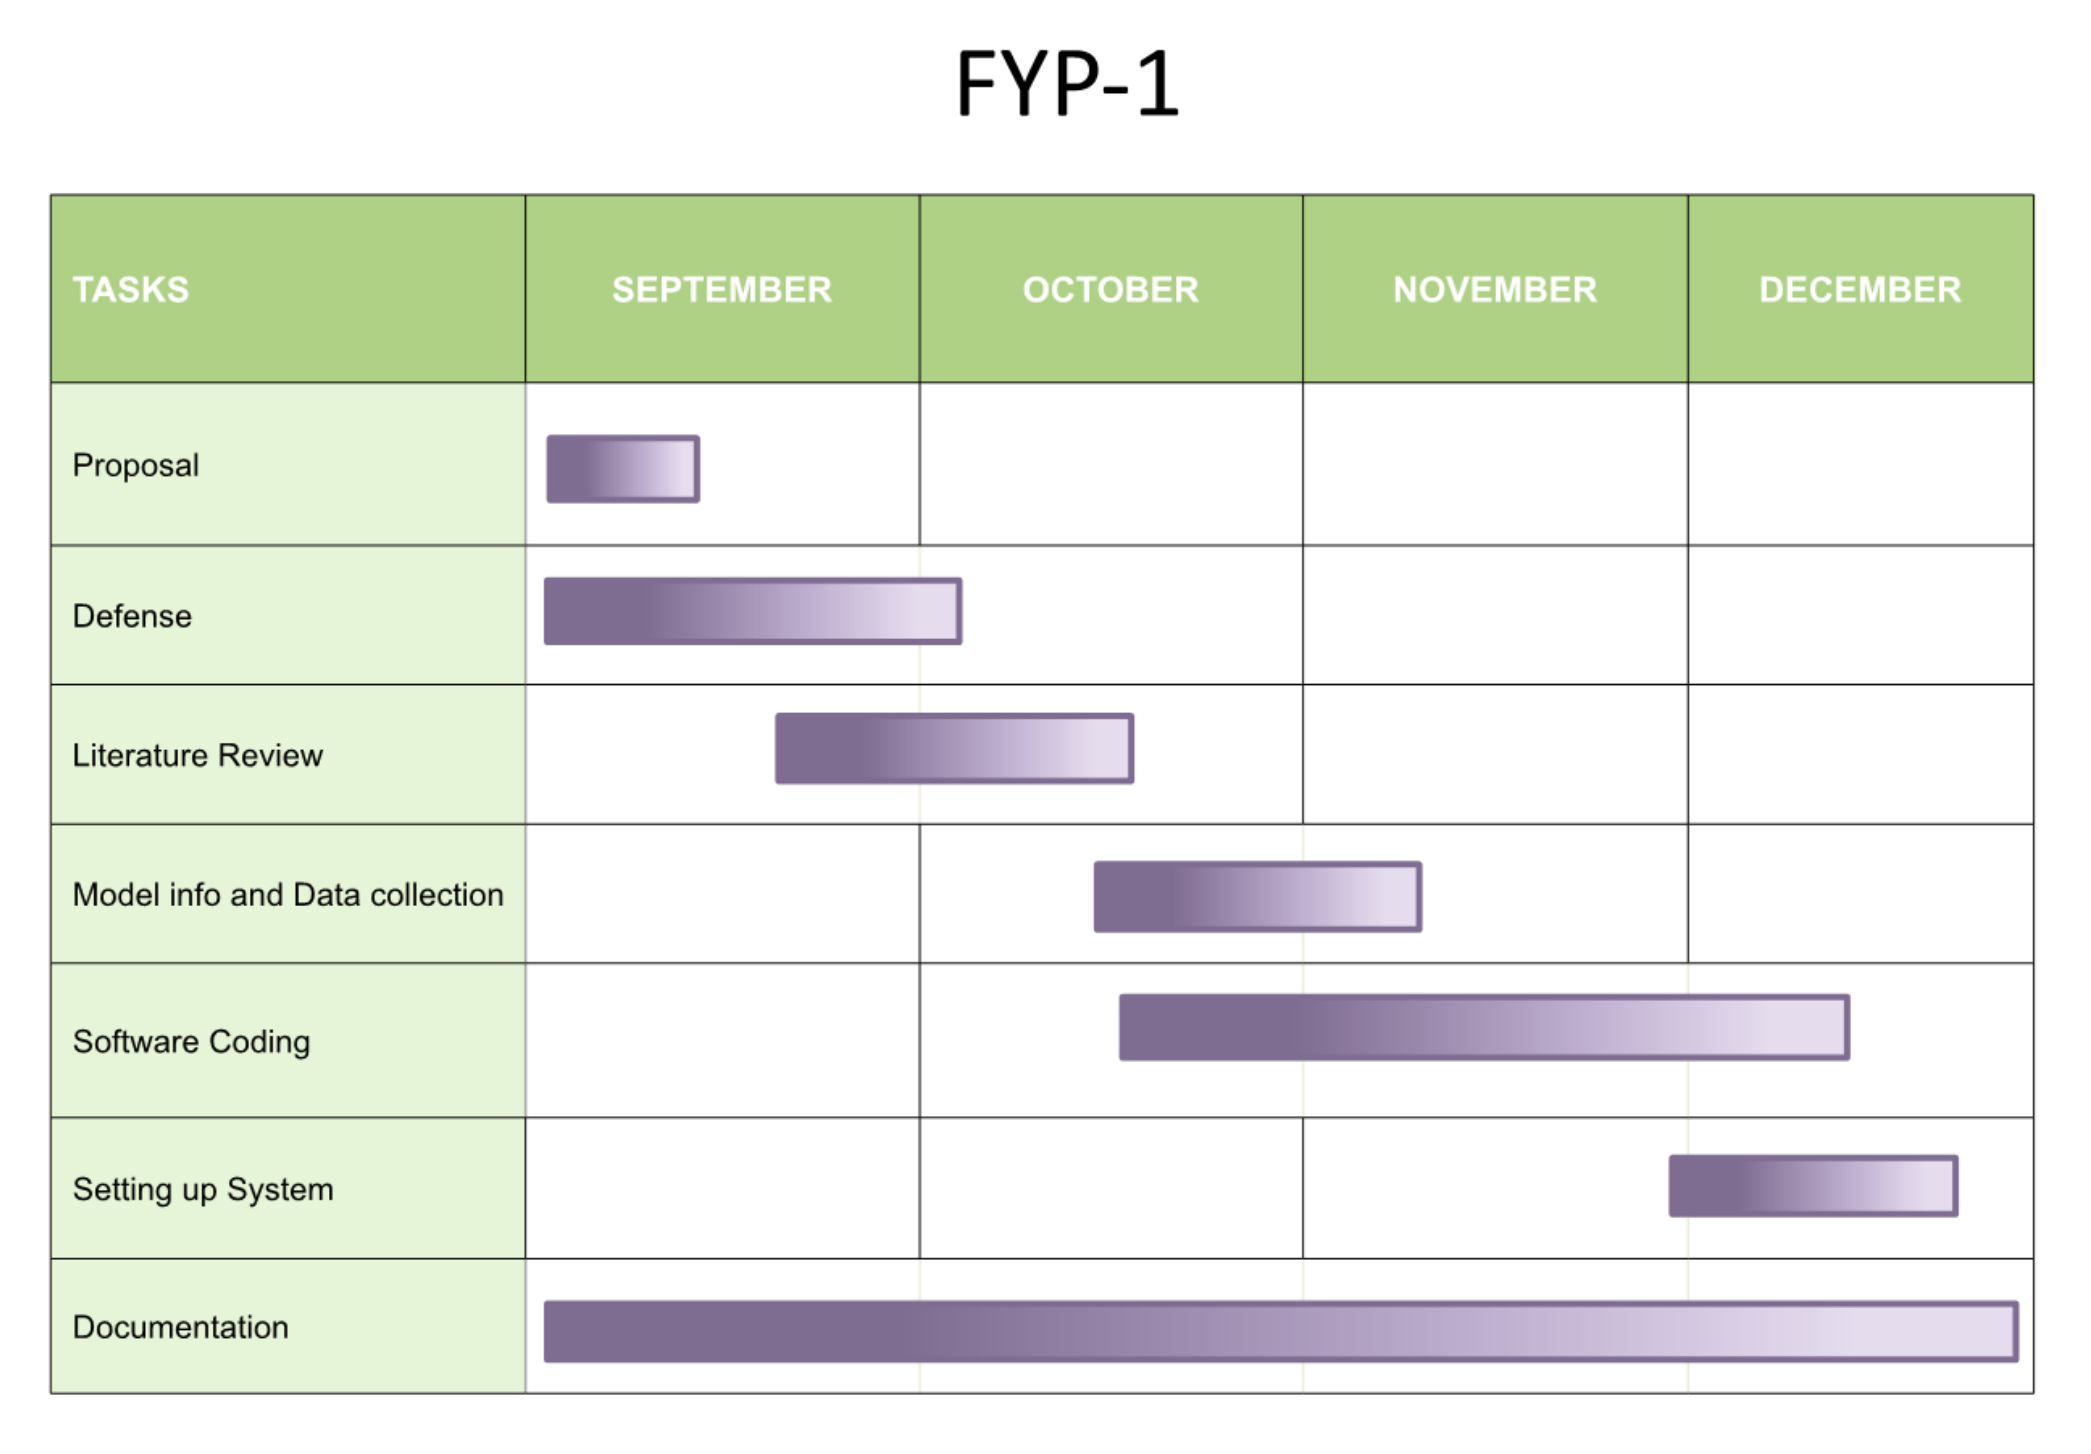 FYP-1
TASKS SEPTEMBER OCTOBER NOVEMBER DECEMBER
Proposal
Defense
Literature Review
Model info and Data collection
Software Coding
Setting up System
Documentation